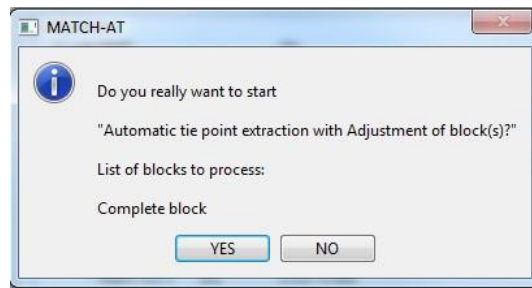 MATCH-AT
Do you really want to start
"Automatic tie point extraction with Adjustment of block(s)?"
List of blocks to process:
Complete block
YES NO